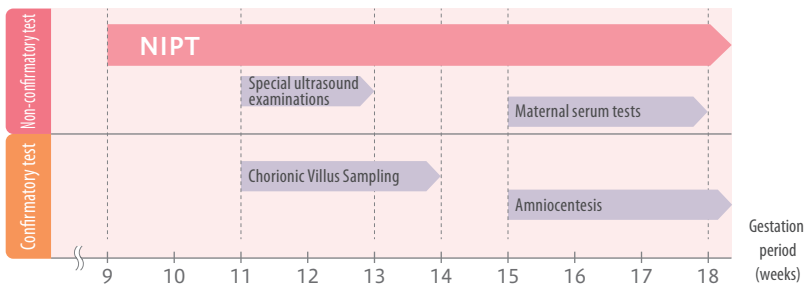 Non-confirmatory test
NIPT
Special ultrasound
examinations
Maternal serum tests
Confirmatory test
Chorionic Villus Sampling
Amniocentesis
9 10 11 12 13 14 15 16 17 18
Gestation
period
(weeks)